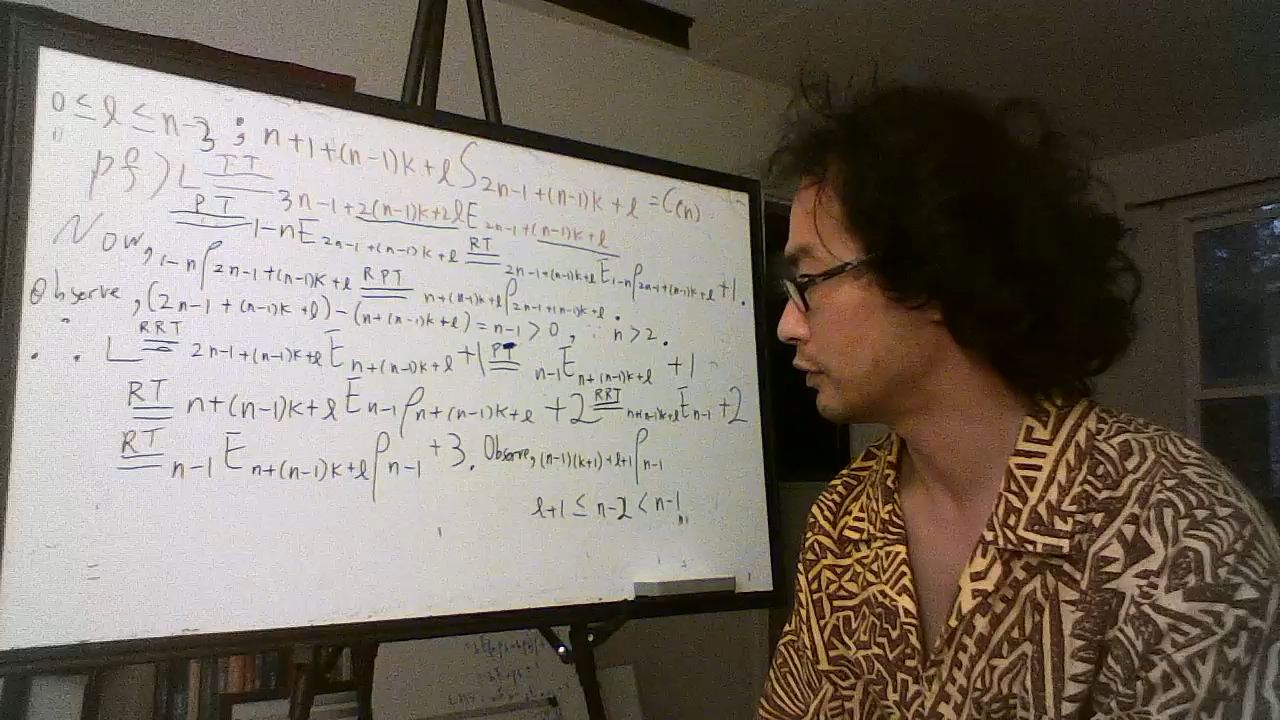 0 ≤ l ≤ n-3 ; n+1+(n-1)k+l S 2n-1+(n-1)k+l = C(n).
pf) L TT = 3n-1+2(n-1)k+2l E 2n-1+(n-1)k+l
PT = 1-n E 2n-1+(n-1)k+l RT = 2n-1+(n-1)k+l E 1-n ρ 2n-1+(n-1)k+l +1.
Now, 1-n ρ 2n-1+(n-1)k+l RPT = n+(n-1)k+l ρ 2n-1+(n-1)k+l .
Observe, (2n-1+(n-1)k+l)-(n+(n-1)k+l) = n-1 > 0, ∵ n>2.
∴ L RRT = 2n-1+(n-1)k+l E n+(n-1)k+l +1 PT = n-1 E n+(n-1)k+l +1
RT = n+(n-1)k+l E n-1 ρ n+(n-1)k+l +2 RRT = n+(n-1)k+l E n-1 +2
RT = n-1 E n+(n-1)k+l ρ n-1 +3. Observe, (n-1)(k+1)+l+1 ρ n-1
l+1 ≤ n-2 < n-1